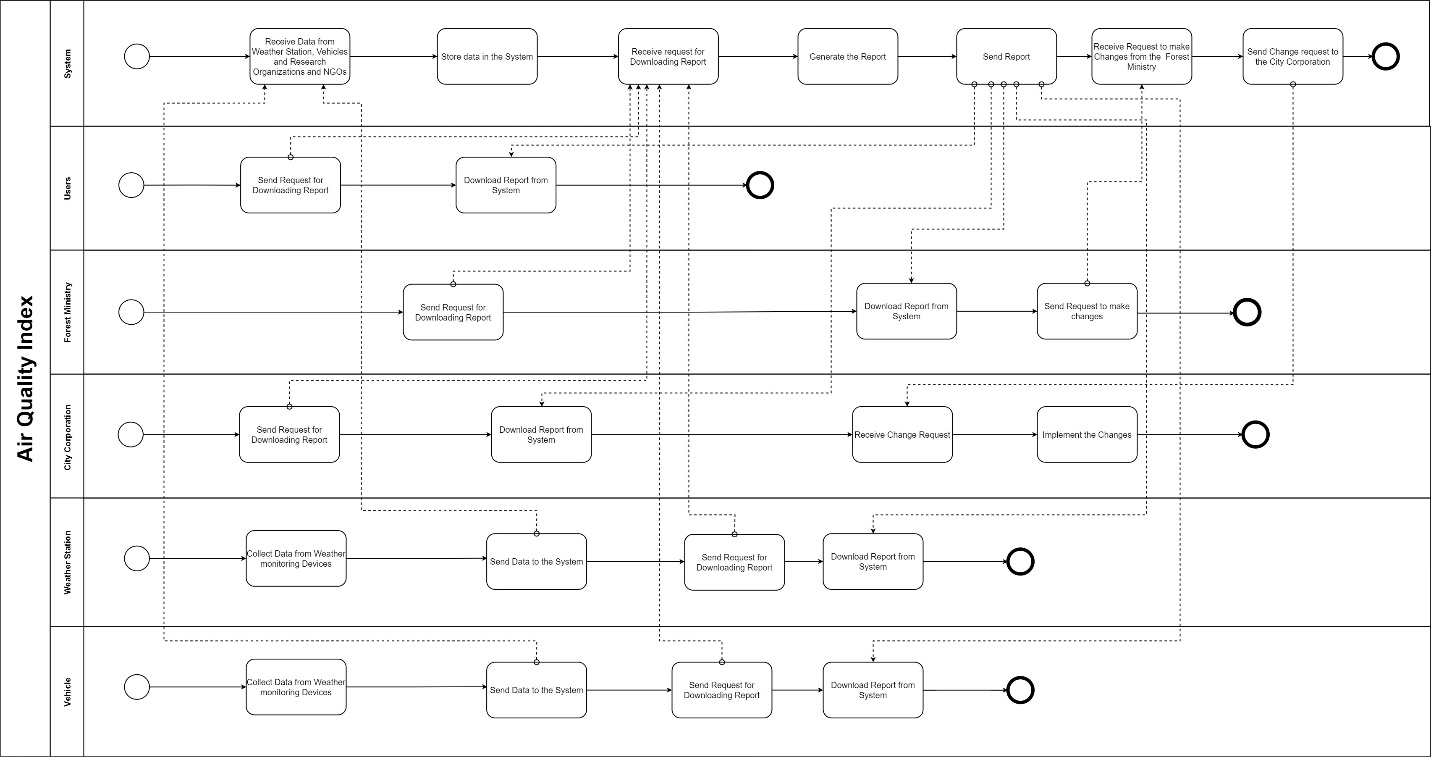 Air Quality Index
System
Receive Data from
Weather Station, Vehicles
and Research
Organizations and NGOs
Store data in the System
Receive request for
Downloading Report
Generate the Report
Send Report
Receive Request to make
Changes from the Forest
Ministry
Send Change request to
the City Corporation
Users
Send Request for
Downloading Report
Download Report from
System
Forest Ministry
Send Request for
Downloading Report
Download Report from
System
Send Request to make
changes
City Corporation
Send Request for
Downloading Report
Download Report from
System
Receive Change Request
Implement the Changes
Weather Station
Collect Data from Weather
monitoring Devices
Send Data to the System
Send Request for
Downloading Report
Download Report from
System
Vehicle
Collect Data from Weather
monitoring Devices
Send Data to the System
Send Request for
Downloading Report
Download Report from
System